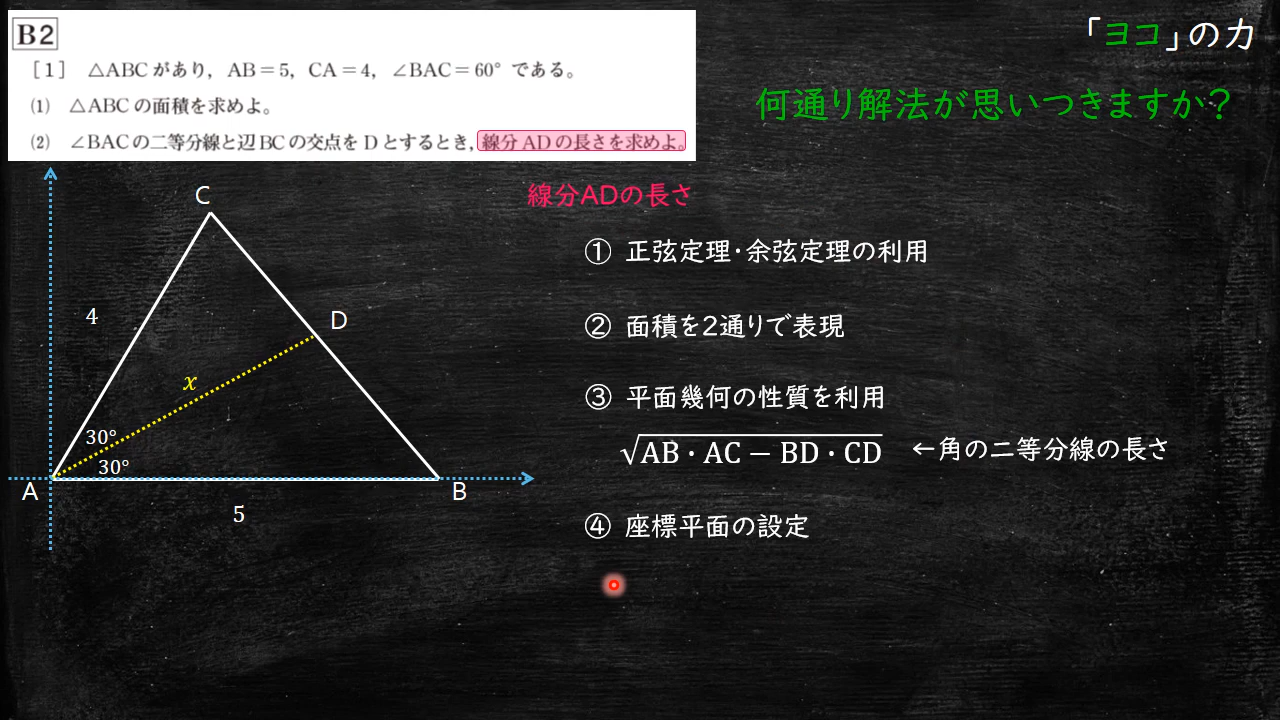 B2
［1］ △ABC があり，AB＝5，CA＝4，∠BAC＝60° である。
⑴ △ABC の面積を求めよ。
⑵ ∠BACの二等分線と辺BCの交点をDとするとき，線分ADの長さを求めよ。
「ヨコ」の力
何通り解法が思いつきますか？
線分ADの長さ
① 正弦定理・余弦定理の利用
② 面積を2通りで表現
③ 平面幾何の性質を利用
√AB・AC－BD・CD ←角の二等分線の長さ
④ 座標平面の設定
C
4
D
x
30°
30°
A
B
5